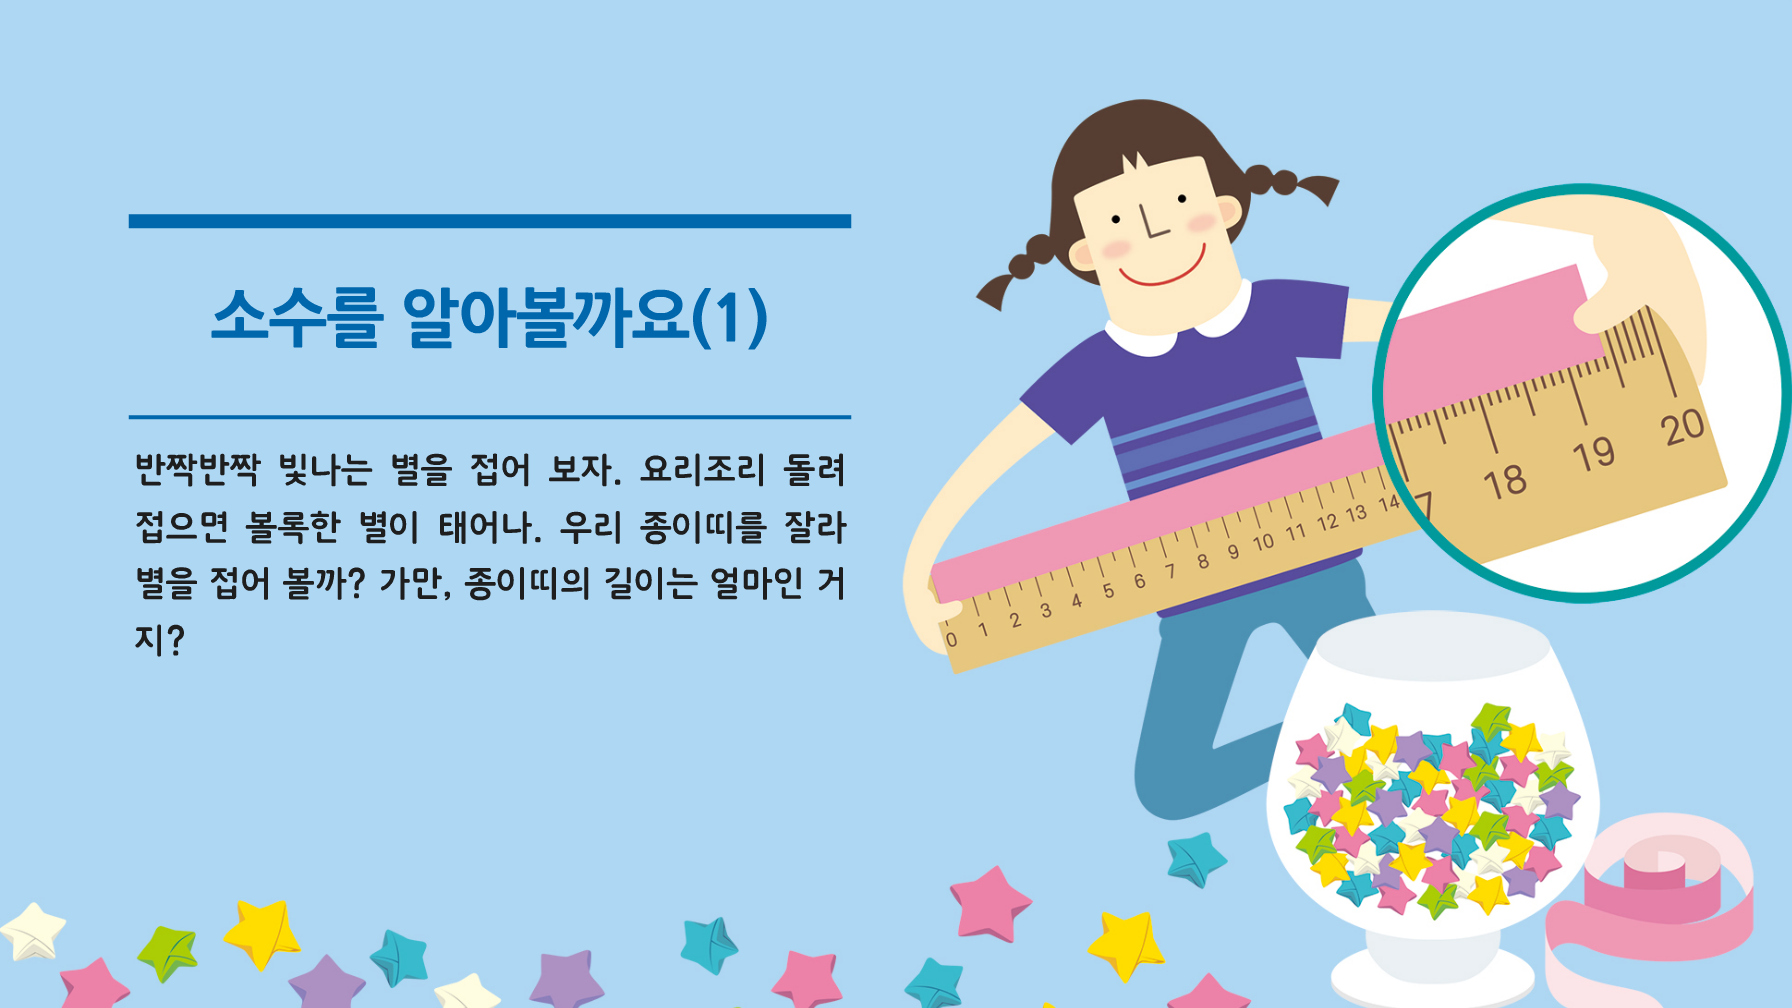 소수를 알아볼까요(1)
반짝반짝 빛나는 별을 접어 보자. 요리조리 돌려
접으면 볼록한 별이 태어나. 우리 종이띠를 잘라
별을 접어 볼까? 가만, 종이띠의 길이는 얼마인 거
지?
0 1 2 3 4 5 6 7 8 9 10 11 12 13 14
7 18 19 20